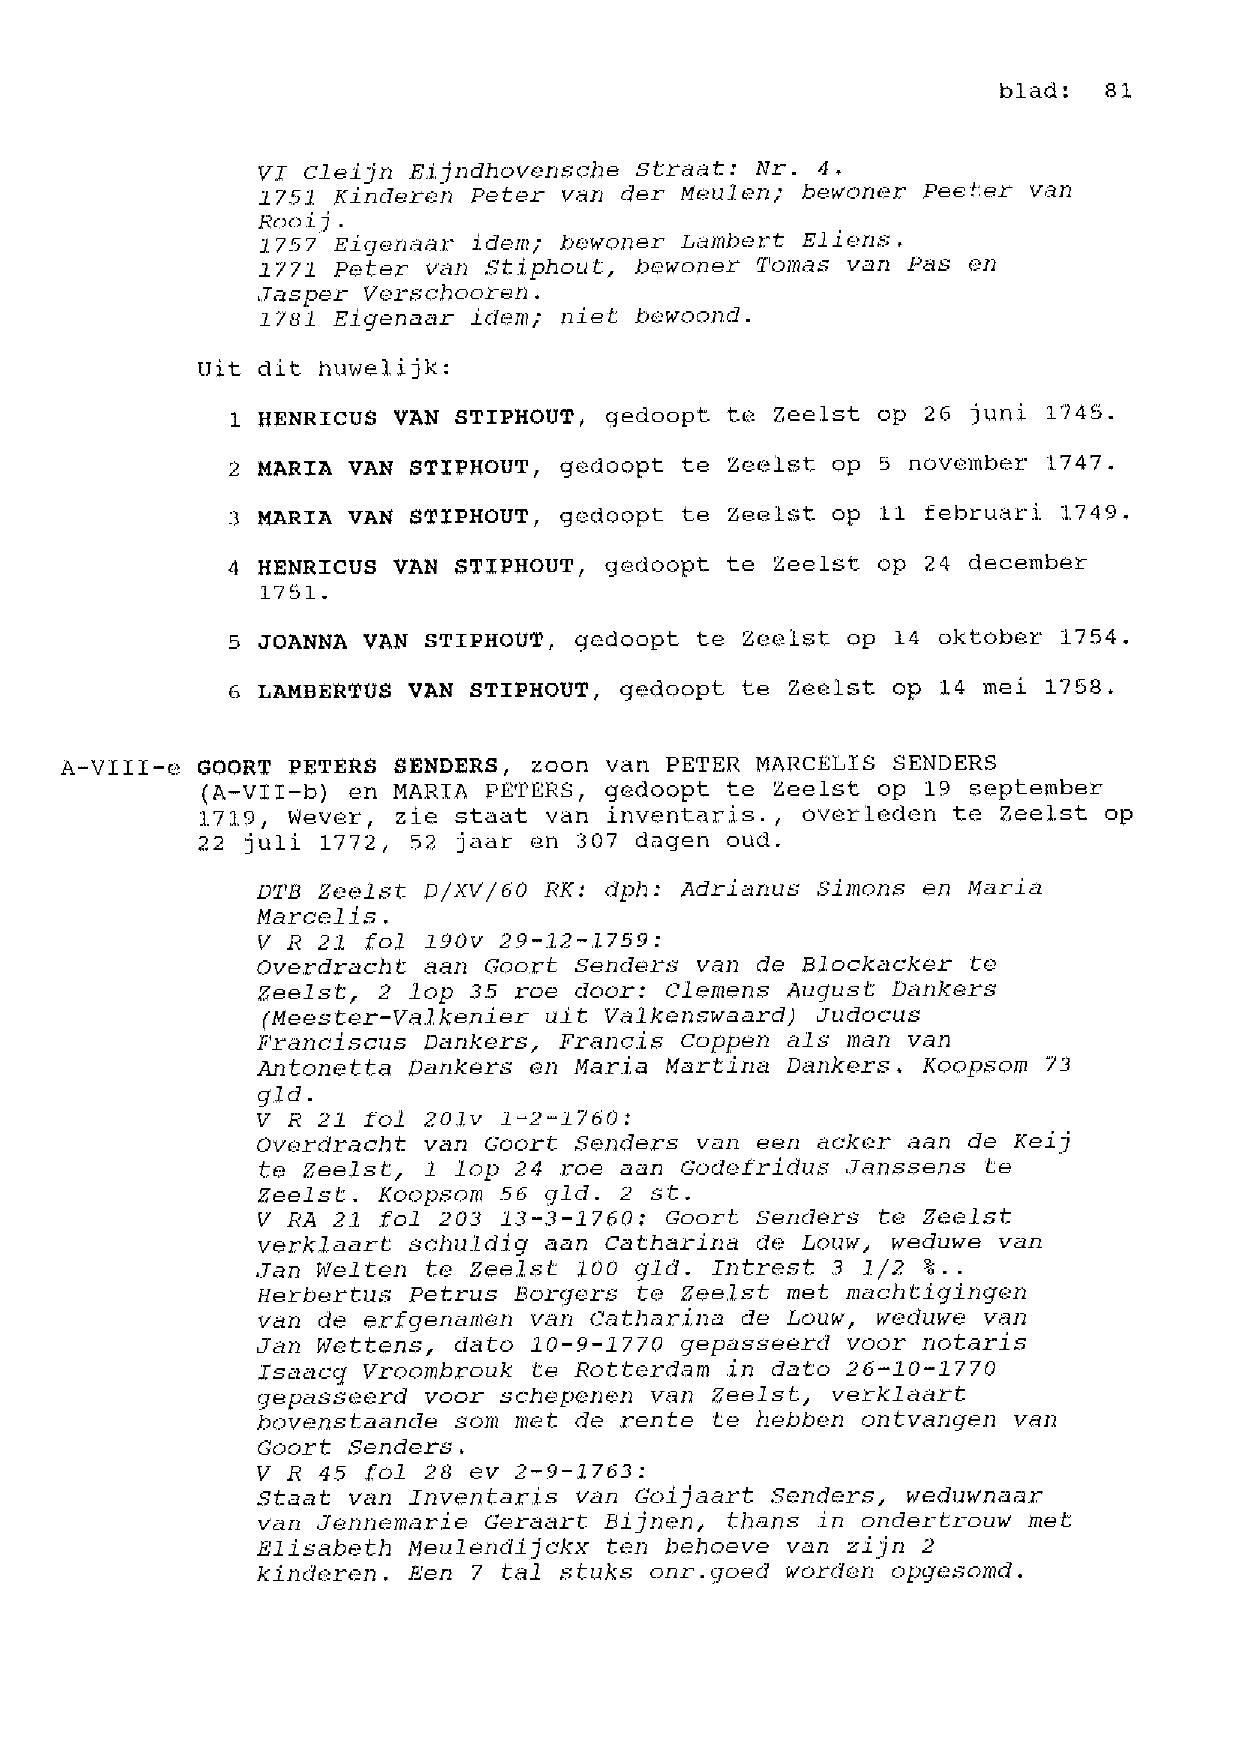 blad: 81
VI Cleijn Eijndhovensche Straat: Nr. 4.
1751 Kinderen Peter van der Meulen; bewoner Peeter van
Rooij.
1757 Eigenaar idem; bewoner Lambert Eliens.
1771 Peter van Stiphout, bewoner Tomas van Pas en
Jasper Verschooren.
1781 Eigenaar idem; niet bewoond.
Uit dit huwelijk:
1 HENRICUS VAN STIPHOUT, gedoopt te Zeelst op 26 juni 1745.
2 MARIA VAN STIPHOUT, gedoopt te Zeelst op 5 november 1747.
3 MARIA VAN STIPHOUT, gedoopt te Zeelst op 11 februari 1749.
4 HENRICUS VAN STIPHOUT, gedoopt te Zeelst op 24 december
1751.
5 JOANNA VAN STIPHOUT, gedoopt te Zeelst op 14 oktober 1754.
6 LAMBERTUS VAN STIPHOUT, gedoopt te Zeelst op 14 mei 1758.
A-VIII-e GOORT PETERS SENDERS, zoon van PETER MARCELIS SENDERS
(A-VII-b) en MARIA PETERS, gedoopt te Zeelst op 19 september
1719, Wever, zie staat van inventaris., overleden te Zeelst op
22 juli 1772, 52 jaar en 307 dagen oud.
DTB Zeelst D/XV/60 RK: dph: Adrianus Simons en Maria
Marcelis.
V R 21 fol 190v 29-12-1759:
Overdracht aan Goort Senders van de Blockacker te
Zeelst, 2 lop 35 roe door: Clemens August Dankers
(Meester-Valkenier uit Valkenswaard) Judocus
Franciscus Dankers, Francis Coppen als man van
Antonetta Dankers en Maria Martina Dankers. Koopsom 73
gld.
V R 21 fol 201v 1-2-1760:
Overdracht van Goort Senders van een acker aan de Keij
te Zeelst, 1 lop 24 roe aan Godefridus Janssens te
Zeelst. Koopsom 56 gld. 2 st.
V RA 21 fol 203 13-3-1760: Goort Senders te Zeelst
verklaart schuldig aan Catharina de Louw, weduwe van
Jan Welten te Zeelst 100 gld. Intrest 3 1/2 %..
Herbertus Petrus Borgers te Zeelst met machtigingen
van de erfgenamen van Catharina de Louw, weduwe van
Jan Wettens, dato 10-9-1770 gepasseerd voor notaris
Isaacq Vroombrouk te Rotterdam in dato 26-10-1770
gepasseerd voor schepenen van Zeelst, verklaart
bovenstaande som met de rente te hebben ontvangen van
Goort Senders.
V R 45 fol 28 ev 2-9-1763:
Staat van Inventaris van Goijaart Senders, weduwnaar
van Jennemarie Geraart Bijnen, thans in ondertrouw met
Elisabeth Meulendijckx ten behoeve van zijn 2
kinderen. Een 7 tal stuks onr.goed worden opgesomd.